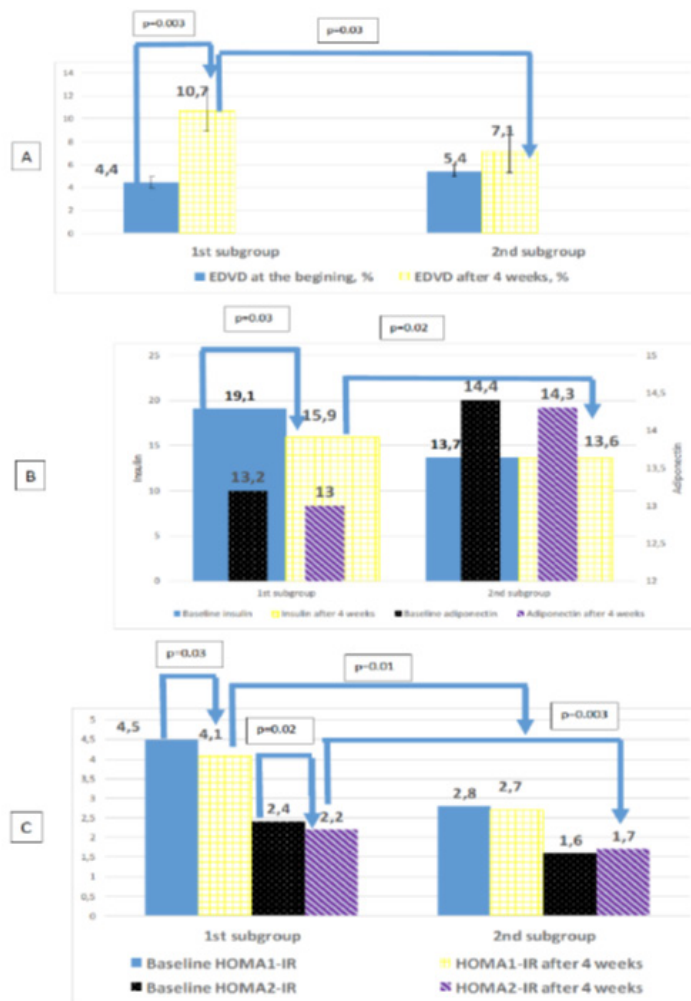 p=0.003
p=0.03
A
14
12
10
8
6
4
2
0
4,4
10,7
5,4
7,1
1st subgroup
2nd subgroup
EDVD at the begining, %
EDVD after 4 weeks, %
p=0.03
p=0.02
B
Insulin
25
20
15
10
5
0
19,1
13,2
15,9
13
13,7
14,4
14,3
13,6
15
14,5
14
13,5
13
12,5
12
Adiponectin
1st subgroup
2nd subgroup
Baseline insulin
Insulin after 4 weeks
Baseline adiponectin
Adiponectin after 4 weeks
p=0.03
p=0.01
p=0.02
p=0.003
C
5
4,5
4
3,5
3
2,5
2
1,5
1
0,5
0
4,5
4,1
2,4
2,2
2,8
2,7
1,6
1,7
1st subgroup
2nd subgroup
Baseline HOMA1-IR
HOMA1-IR after 4 weeks
Baseline HOMA2-IR
HOMA2-IR after 4 weeks